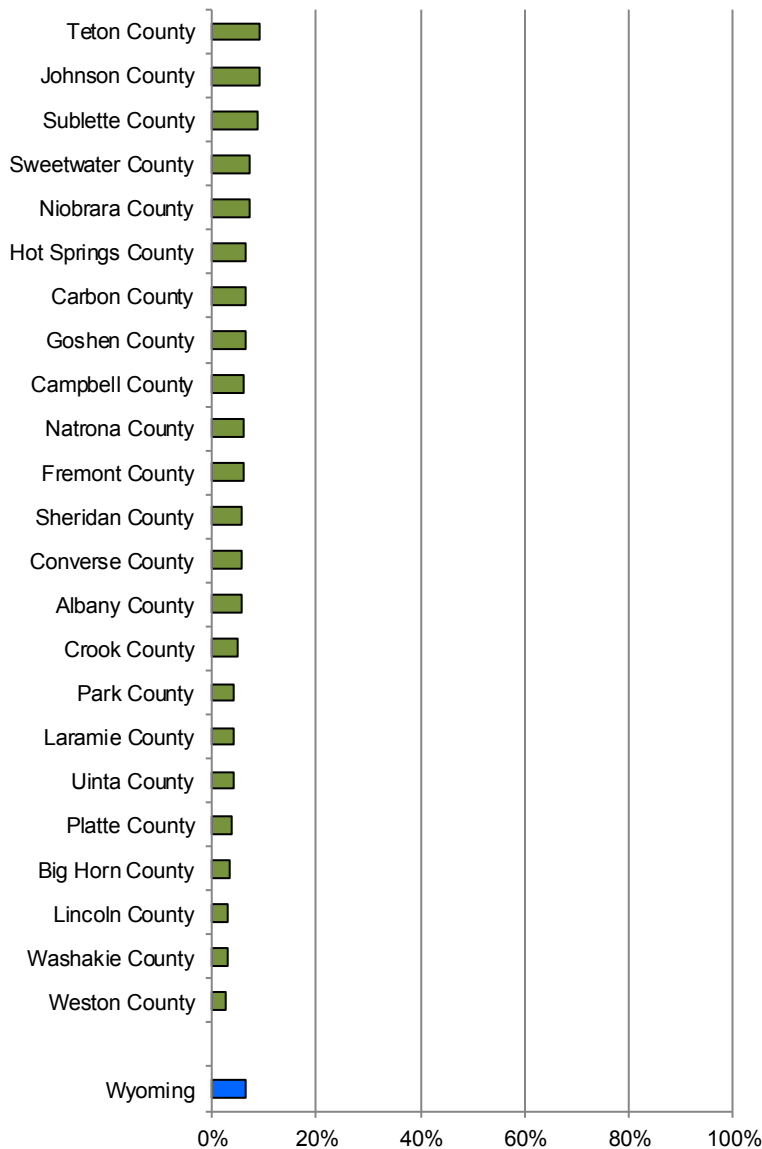 Teton County
Johnson County
Sublette County
Sweetwater County
Niobrara County
Hot Springs County
Carbon County
Goshen County
Campbell County
Natrona County
Fremont County
Sheridan County
Converse County
Albany County
Crook County
Park County
Laramie County
Uinta County
Platte County
Big Horn County
Lincoln County
Washakie County
Weston County
Wyoming
0% 20% 40% 60% 80% 100%